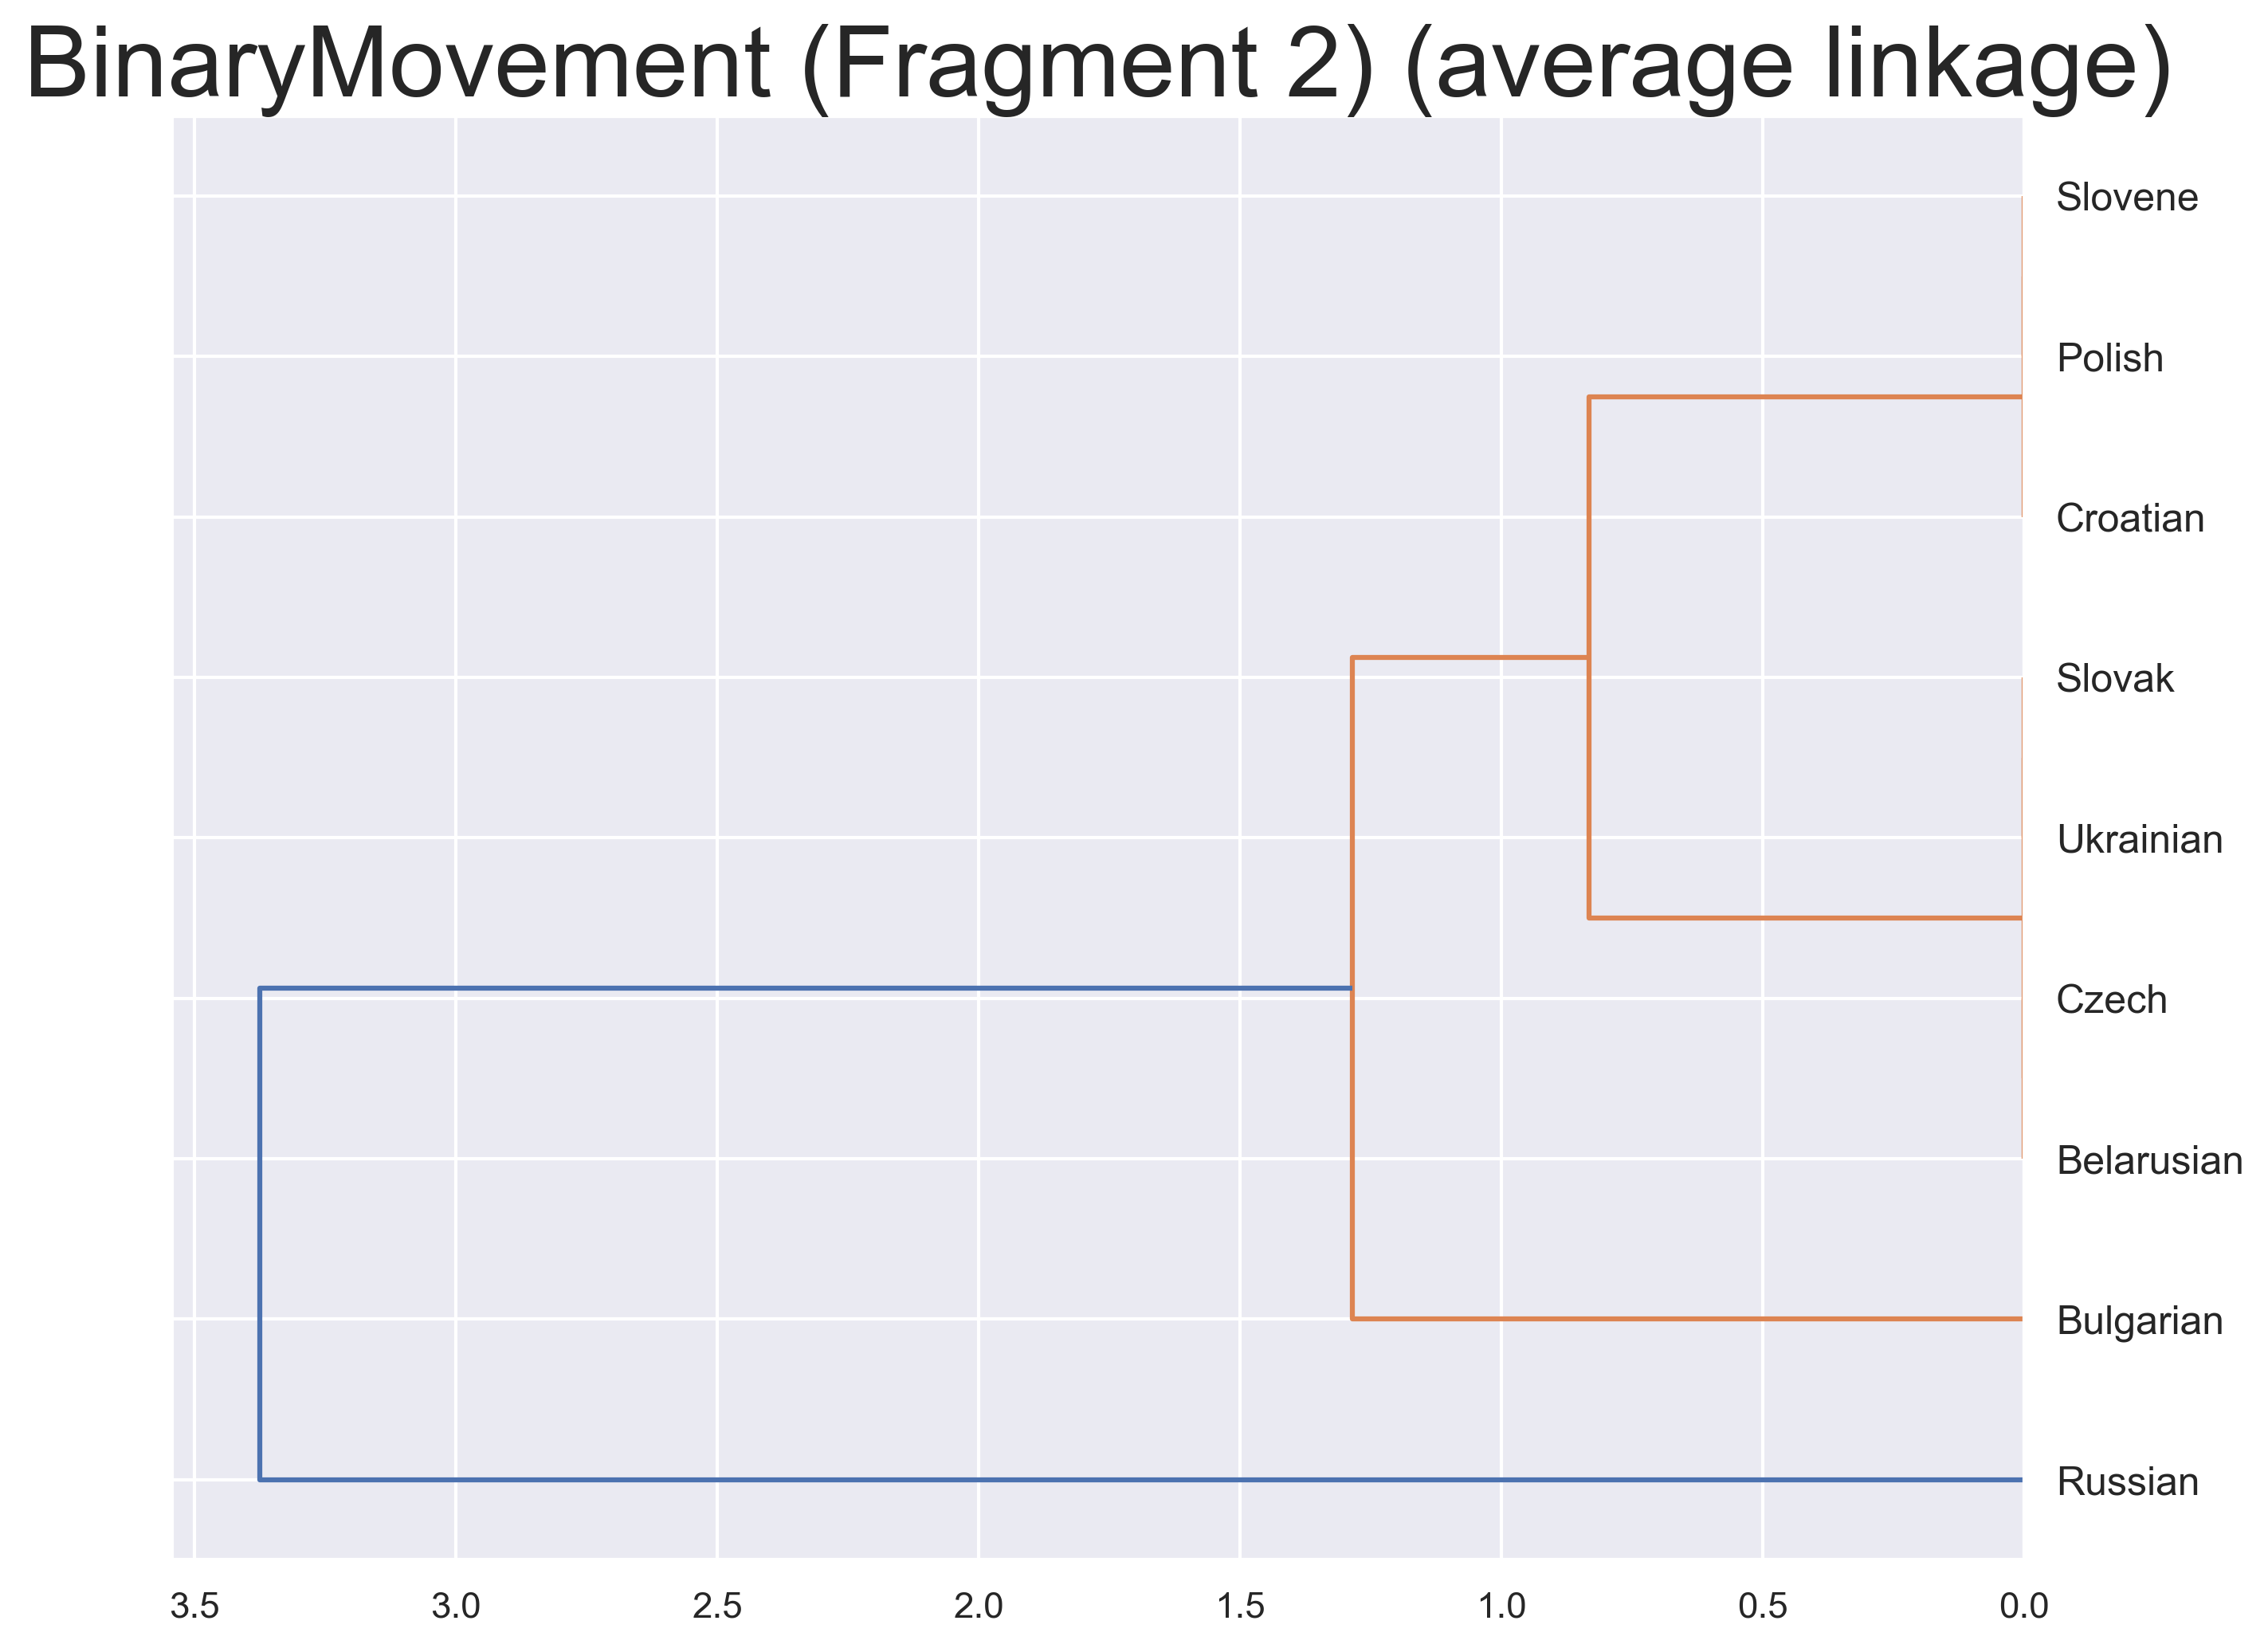 BinaryMovement (Fragment 2) (average linkage)
Slovene
Polish
Croatian
Slovak
Ukrainian
Czech
Belarusian
Bulgarian
Russian
3.5 3.0 2.5 2.0 1.5 1.0 0.5 0.0